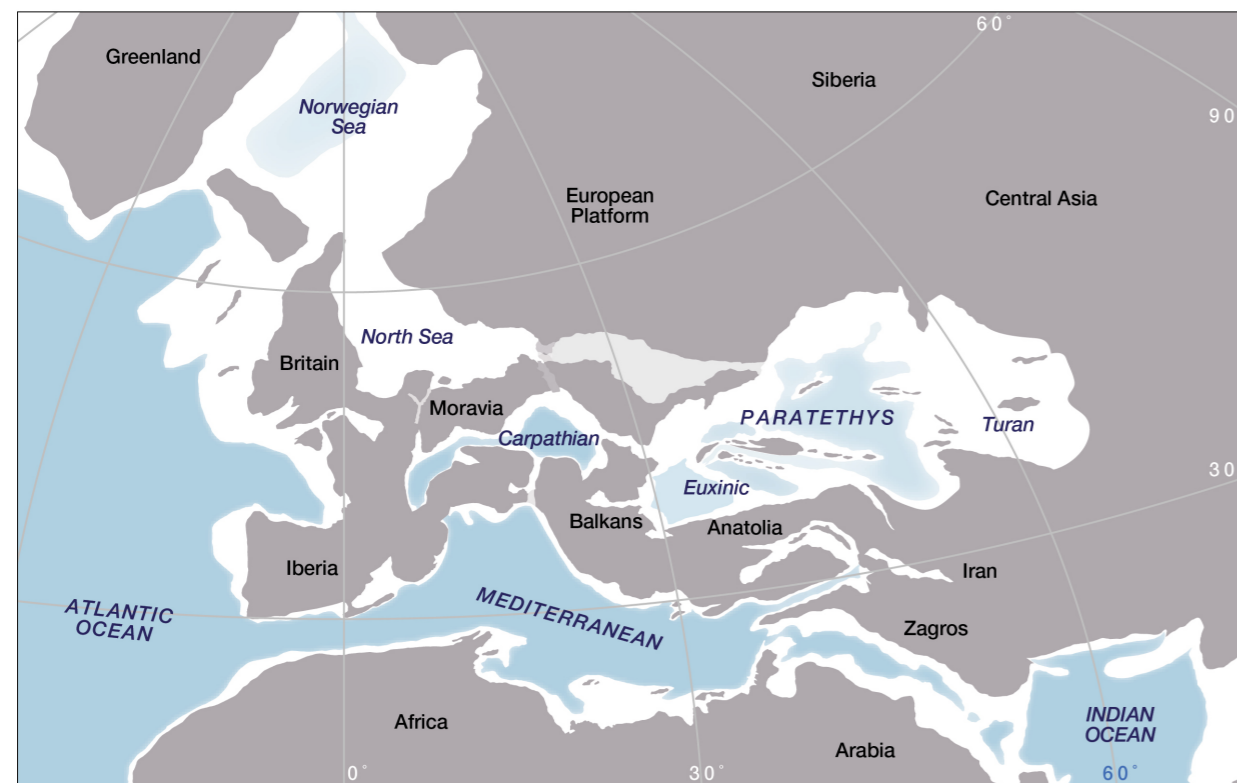 60°
Greenland
Siberia
Norwegian
Sea
90
European
Platform
Central Asia
North Sea
Britain
Moravia
PARATETHYS
Turan
Carpathian
30
Euxinic
Balkans
Anatolia
Iberia
Iran
ATLANTIC
OCEAN
MEDITERRANEAN
Zagros
Africa
Arabia
INDIAN
OCEAN
0°
30°
60°